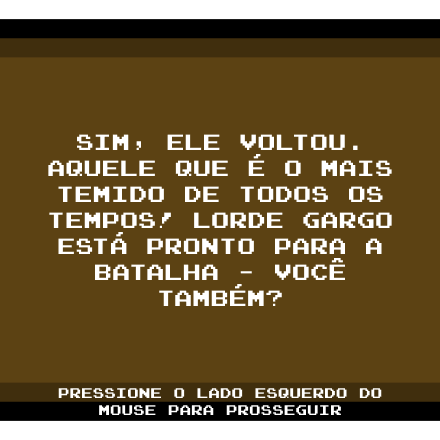 SIM, ELE VOLTOU.
AQUELE QUE É O MAIS
TEMIDO DE TODOS OS
TEMPOS! LORDE GARGO
ESTÁ PRONTO PARA A
BATALHA - VOCÊ
TAMBÉM?
PRESSIONE O LADO ESQUERDO DO
MOUSE PARA PROSSEGUIR